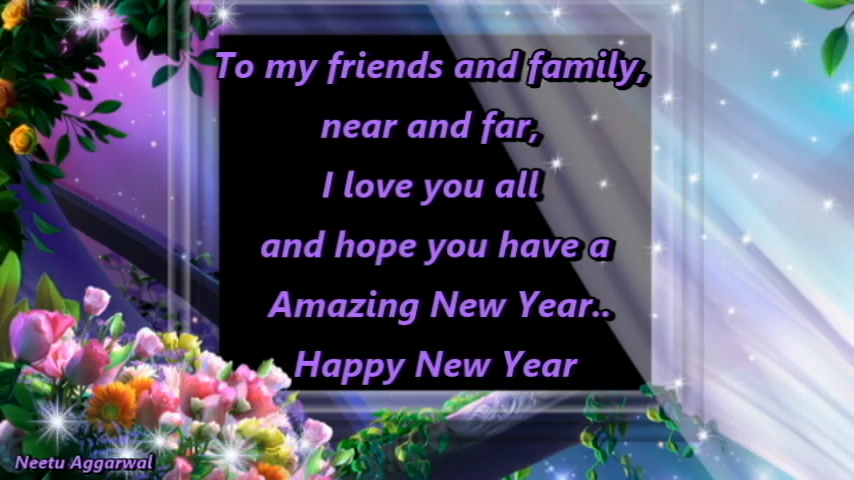 To my friends and family,
near and far,
I love you all
and hope you have a
Amazing New Year..
Happy New Year
Neetu Aggarwal